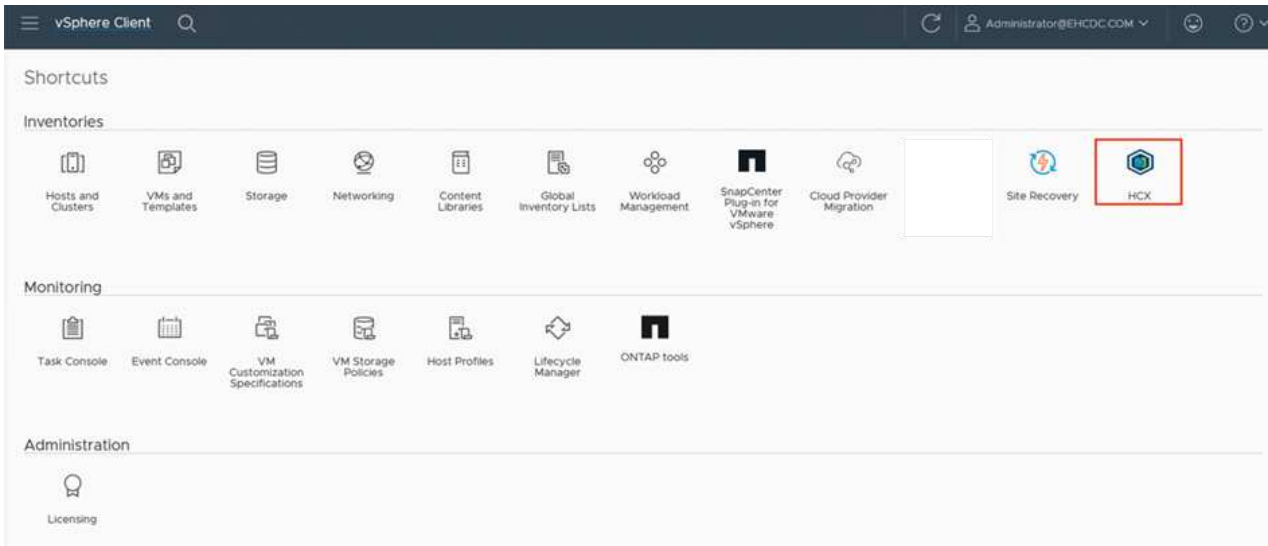 vSphere Client
Administrator@EHCDC.COM
Shortcuts
Inventories
Hosts and
Clusters
VMs and
Templates
Storage
Networking
Content
Libraries
Global
Inventory Lists
Workload
Management
SnapCenter
Plug-in for
VMware
vSphere
Cloud Provider
Migration
Site Recovery
HCX
Monitoring
Task Console
Event Console
VM
Customization
Specifications
VM Storage
Policies
Host Profiles
Lifecycle
Manager
ONTAP tools
Administration
Licensing